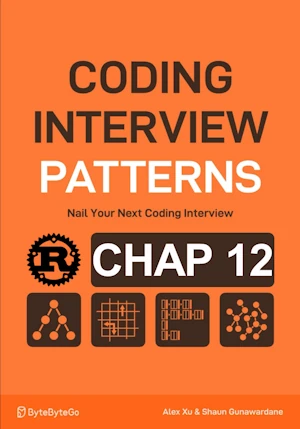 CODING
INTERVIEW
PATTERNS
Nail Your Next Coding Interview
R
CHAP 12
ByteByteGo
Alex Xu & Shaun Gunawardane